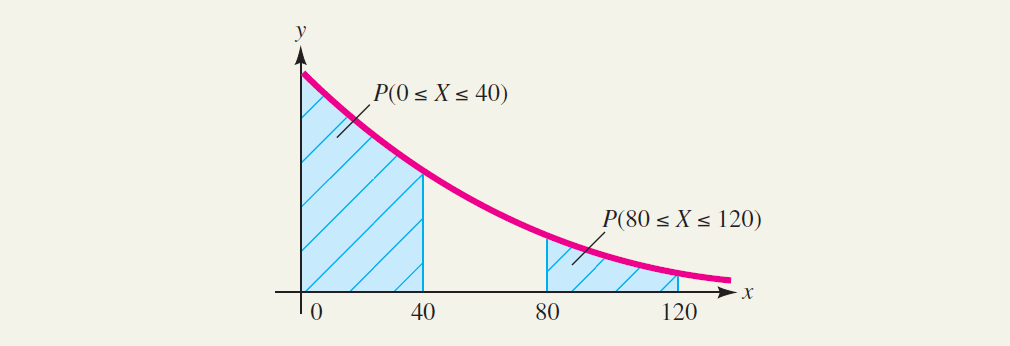 y
P(0 ≤ X ≤ 40)
P(80 ≤ X ≤ 120)
x
0 40 80 120